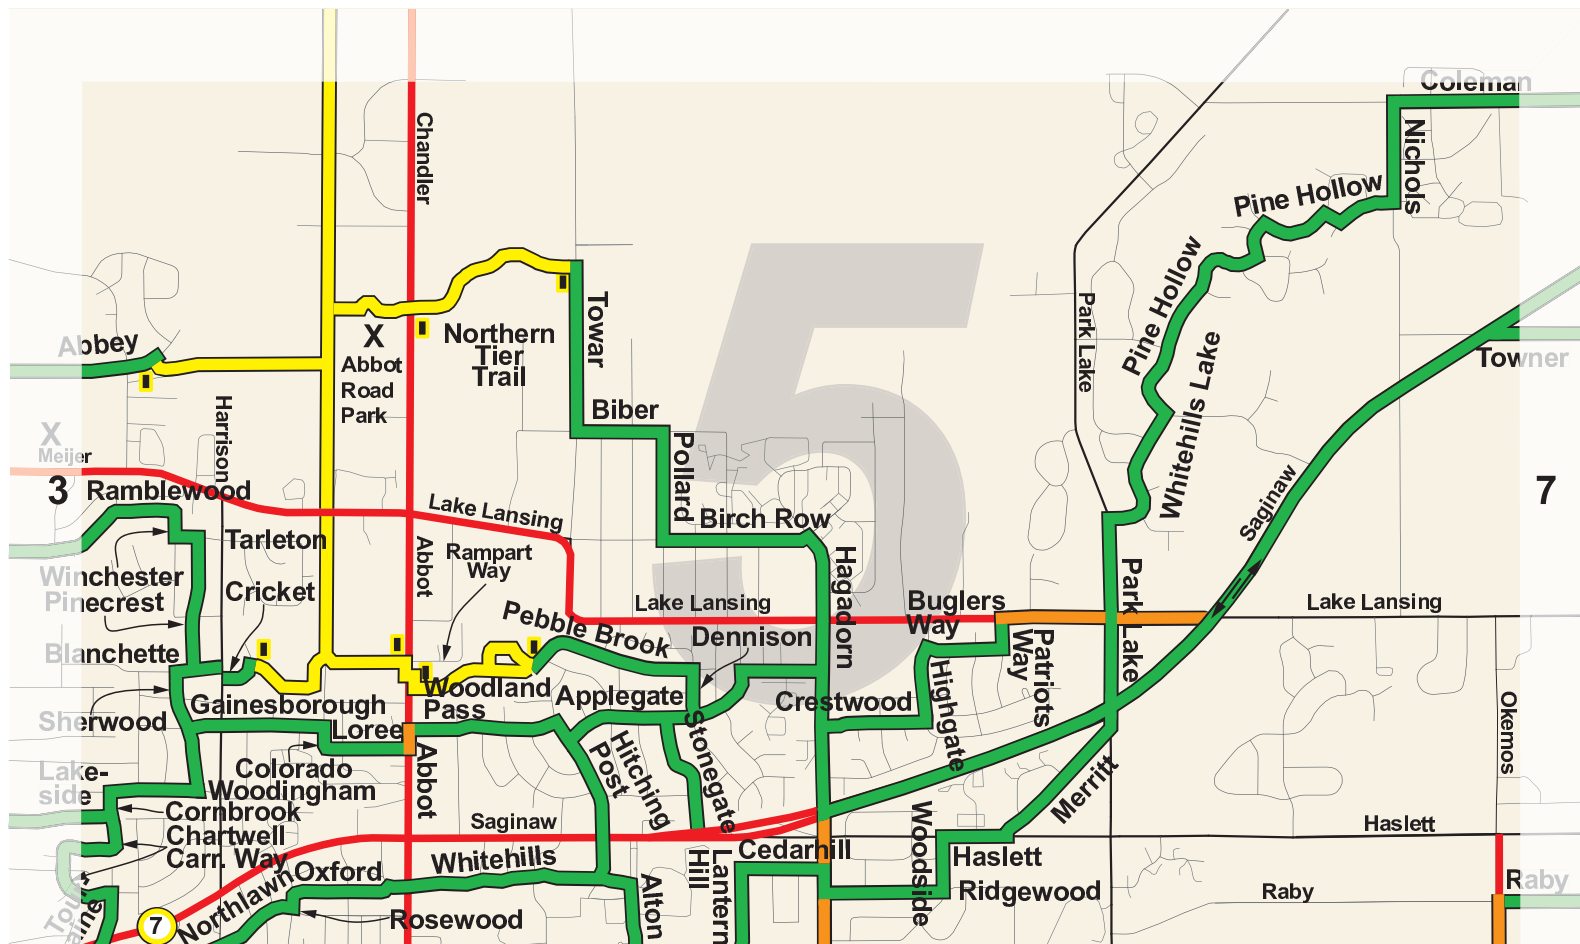 Coleman
Chandler
Nichols
Pine Hollow
Pine Hollow
Towar
Park Lake
Northern
Tier
Trail
X
Abbot
Road
Park
Abbey
Whitehills Lake
Towner
Harrison
Biber
5
X
Meijer
Pollard
3
Ramblewood
Lake Lansing
Birch Row
Saginaw
7
Tarleton
Abbot
Rampart
Way
Hagadorn
Park Lake
Winchester
Pinecrest
Cricket
Lake Lansing
Buglers
Way
Lake Lansing
Pebble Brook
Dennison
Patriots
Way
Blanchette
Highgate
Woodland
Pass
Applegate
Crestwood
Gainesborough
Sherwood
Loree
Stonegate
Okemos
Hitching
Post
Abbot
Lake-
side
Colorado
Woodingham
Cornbrook
Chartwell
Carr. Way
Merritt
Saginaw
Haslett
Woodside
Cedarhill
Haslett
Whitehills
Oxford
Lantern
Hill
Ridgewood
Raby
Raby
Northlawn
Alton
Rosewood
7